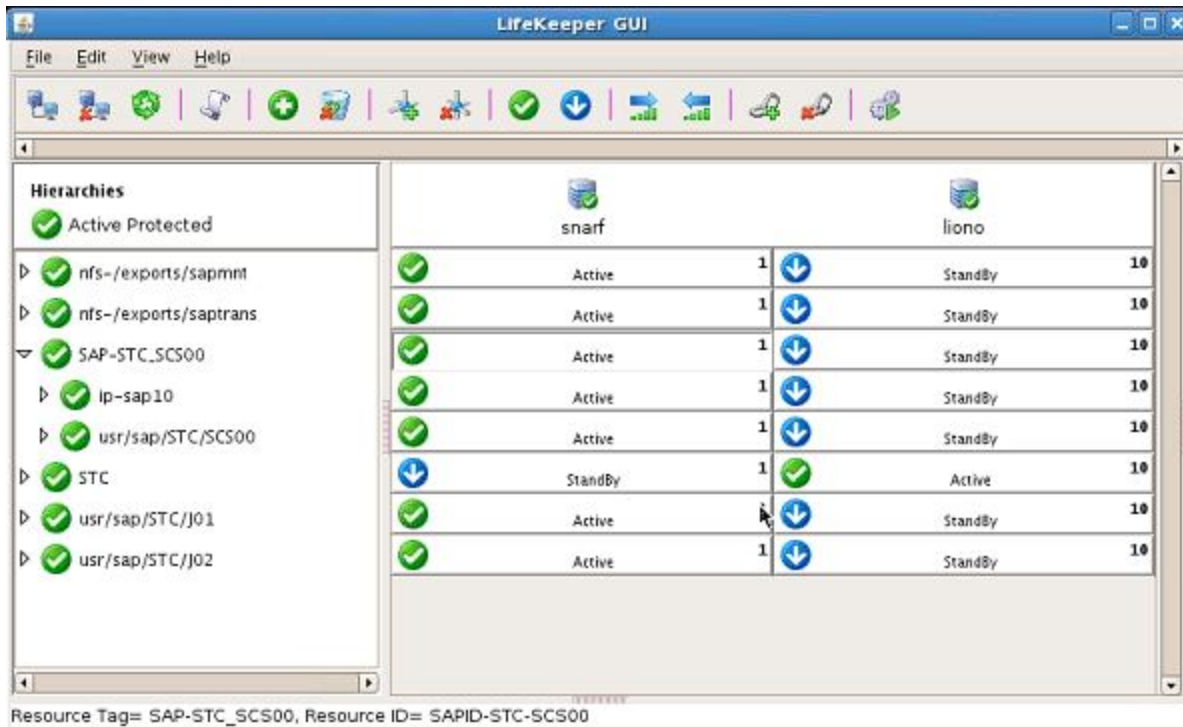 LifeKeeper GUI
File Edit View Help
Hierarchies
Active Protected
snarf liono
nfs-/exports/sapmnt Active 1 StandBy 10
nfs-/exports/saptrans Active 1 StandBy 10
SAP-STC_SCS00 Active 1 StandBy 10
ip-sap10 Active 1 StandBy 10
usr/sap/STC/SCS00 Active 1 StandBy 10
STC StandBy 1 Active 10
usr/sap/STC/J01 Active StandBy 10
usr/sap/STC/J02 Active 1 StandBy 10
Resource Tag= SAP-STC_SCS00, Resource ID= SAPID-STC-SCS00